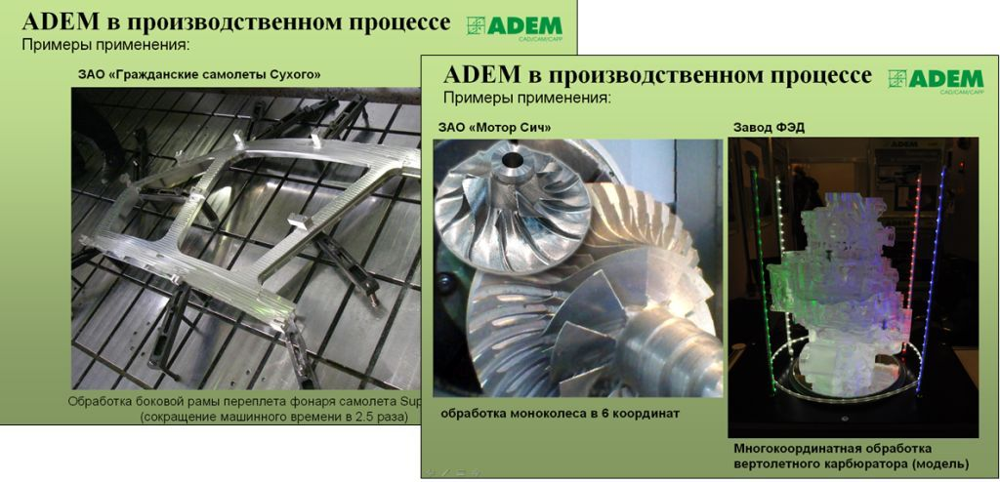 ADEM в производственном процессе
ADEM
CAD/CAM/CAPP
Примеры применения:
ЗАО «Гражданские самолеты Сухого»
Обработка боковой рамы переплета фонаря самолета
(сокращение машинного времени в 2.5 раза)
ADEM в производственном процессе
ADEM
CAD/CAM/CAPP
Примеры применения:
ЗАО «Мотор Сич»
обработка моноколеса в 6 координат
Завод ФЭД
ADEM
Многокоординатная обработка
вертолетного карбюратора (модель)